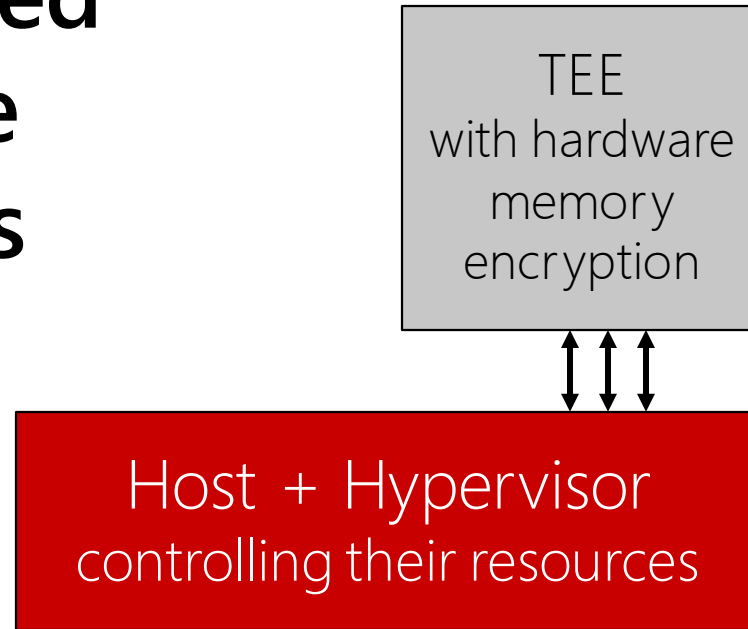 TEE
with hardware
memory
encryption
Host + Hypervisor
controlling their resources